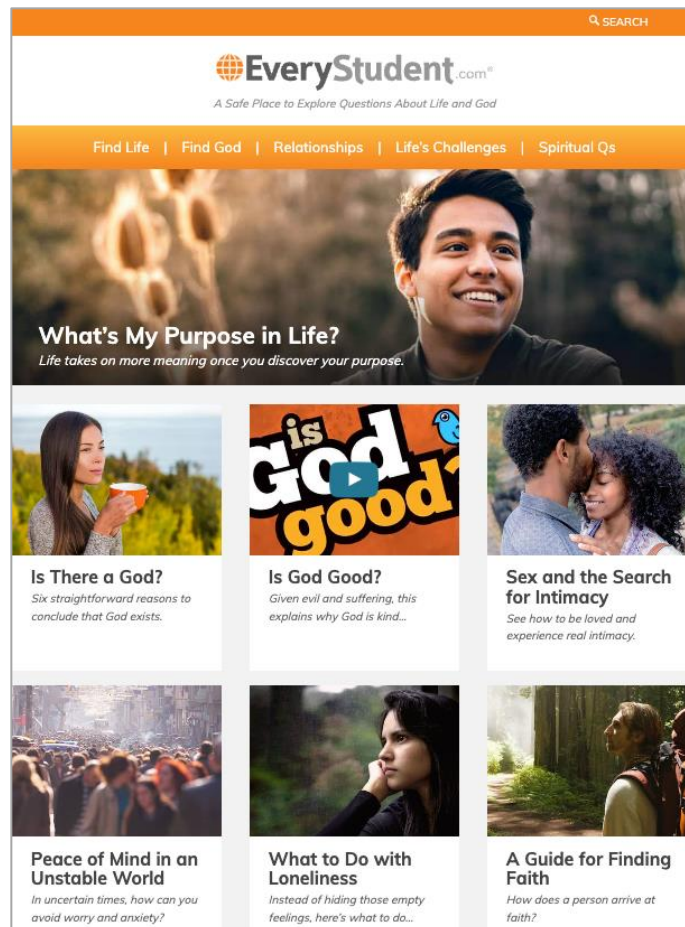 SEARCH
EveryStudent.com®
A Safe Place to Explore Questions About Life and God
Find Life | Find God | Relationships | Life's Challenges | Spiritual Qs
What's My Purpose in Life?
Life takes on more meaning once you discover your purpose.
is
God
good?
Is There a God?
Six straightforward reasons to
conclude that God exists.
Is God Good?
Given evil and suffering, this
explains why God is kind...
Sex and the Search
for Intimacy
See how to be loved and
experience real intimacy.
Peace of Mind in an
Unstable World
In uncertain times, how can you
avoid worry and anxiety?
What to Do with
Loneliness
Instead of hiding those empty
feelings, here's what to do...
A Guide for Finding
Faith
How does a person arrive at
faith?